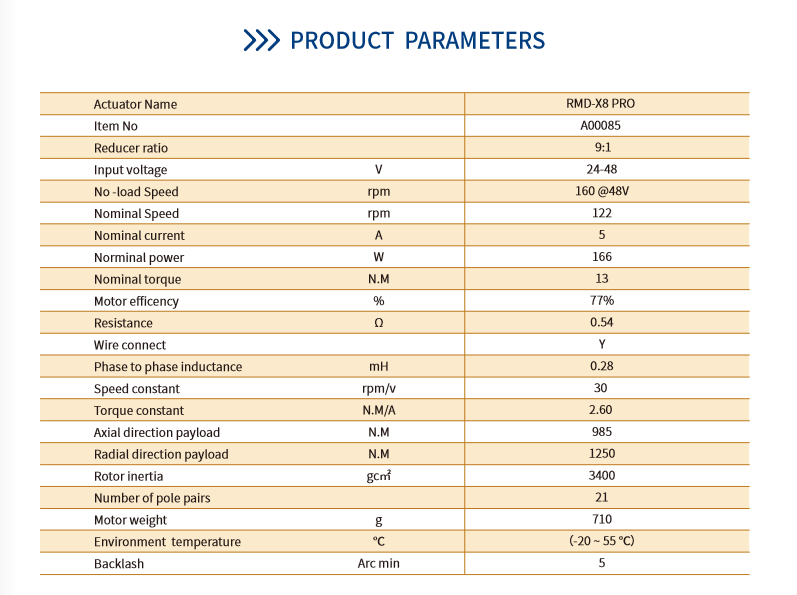 PRODUCT PARAMETERS
Actuator Name RMD-X8 PRO
Item No A00085
Reducer ratio 9:1
Input voltage V 24-48
No -load Speed rpm 160 @48V
Nominal Speed rpm 122
Nominal current A 5
Norminal power W 166
Nominal torque N.M 13
Motor efficency % 77%
Resistance Ω 0.54
Wire connect Y
Phase to phase inductance mH 0.28
Speed constant rpm/v 30
Torque constant N.M/A 2.60
Axial direction payload N.M 985
Radial direction payload N.M 1250
Rotor inertia gcm² 3400
Number of pole pairs 21
Motor weight g 710
Environment temperature °C (-20 ~ 55 °C)
Backlash Arc min 5